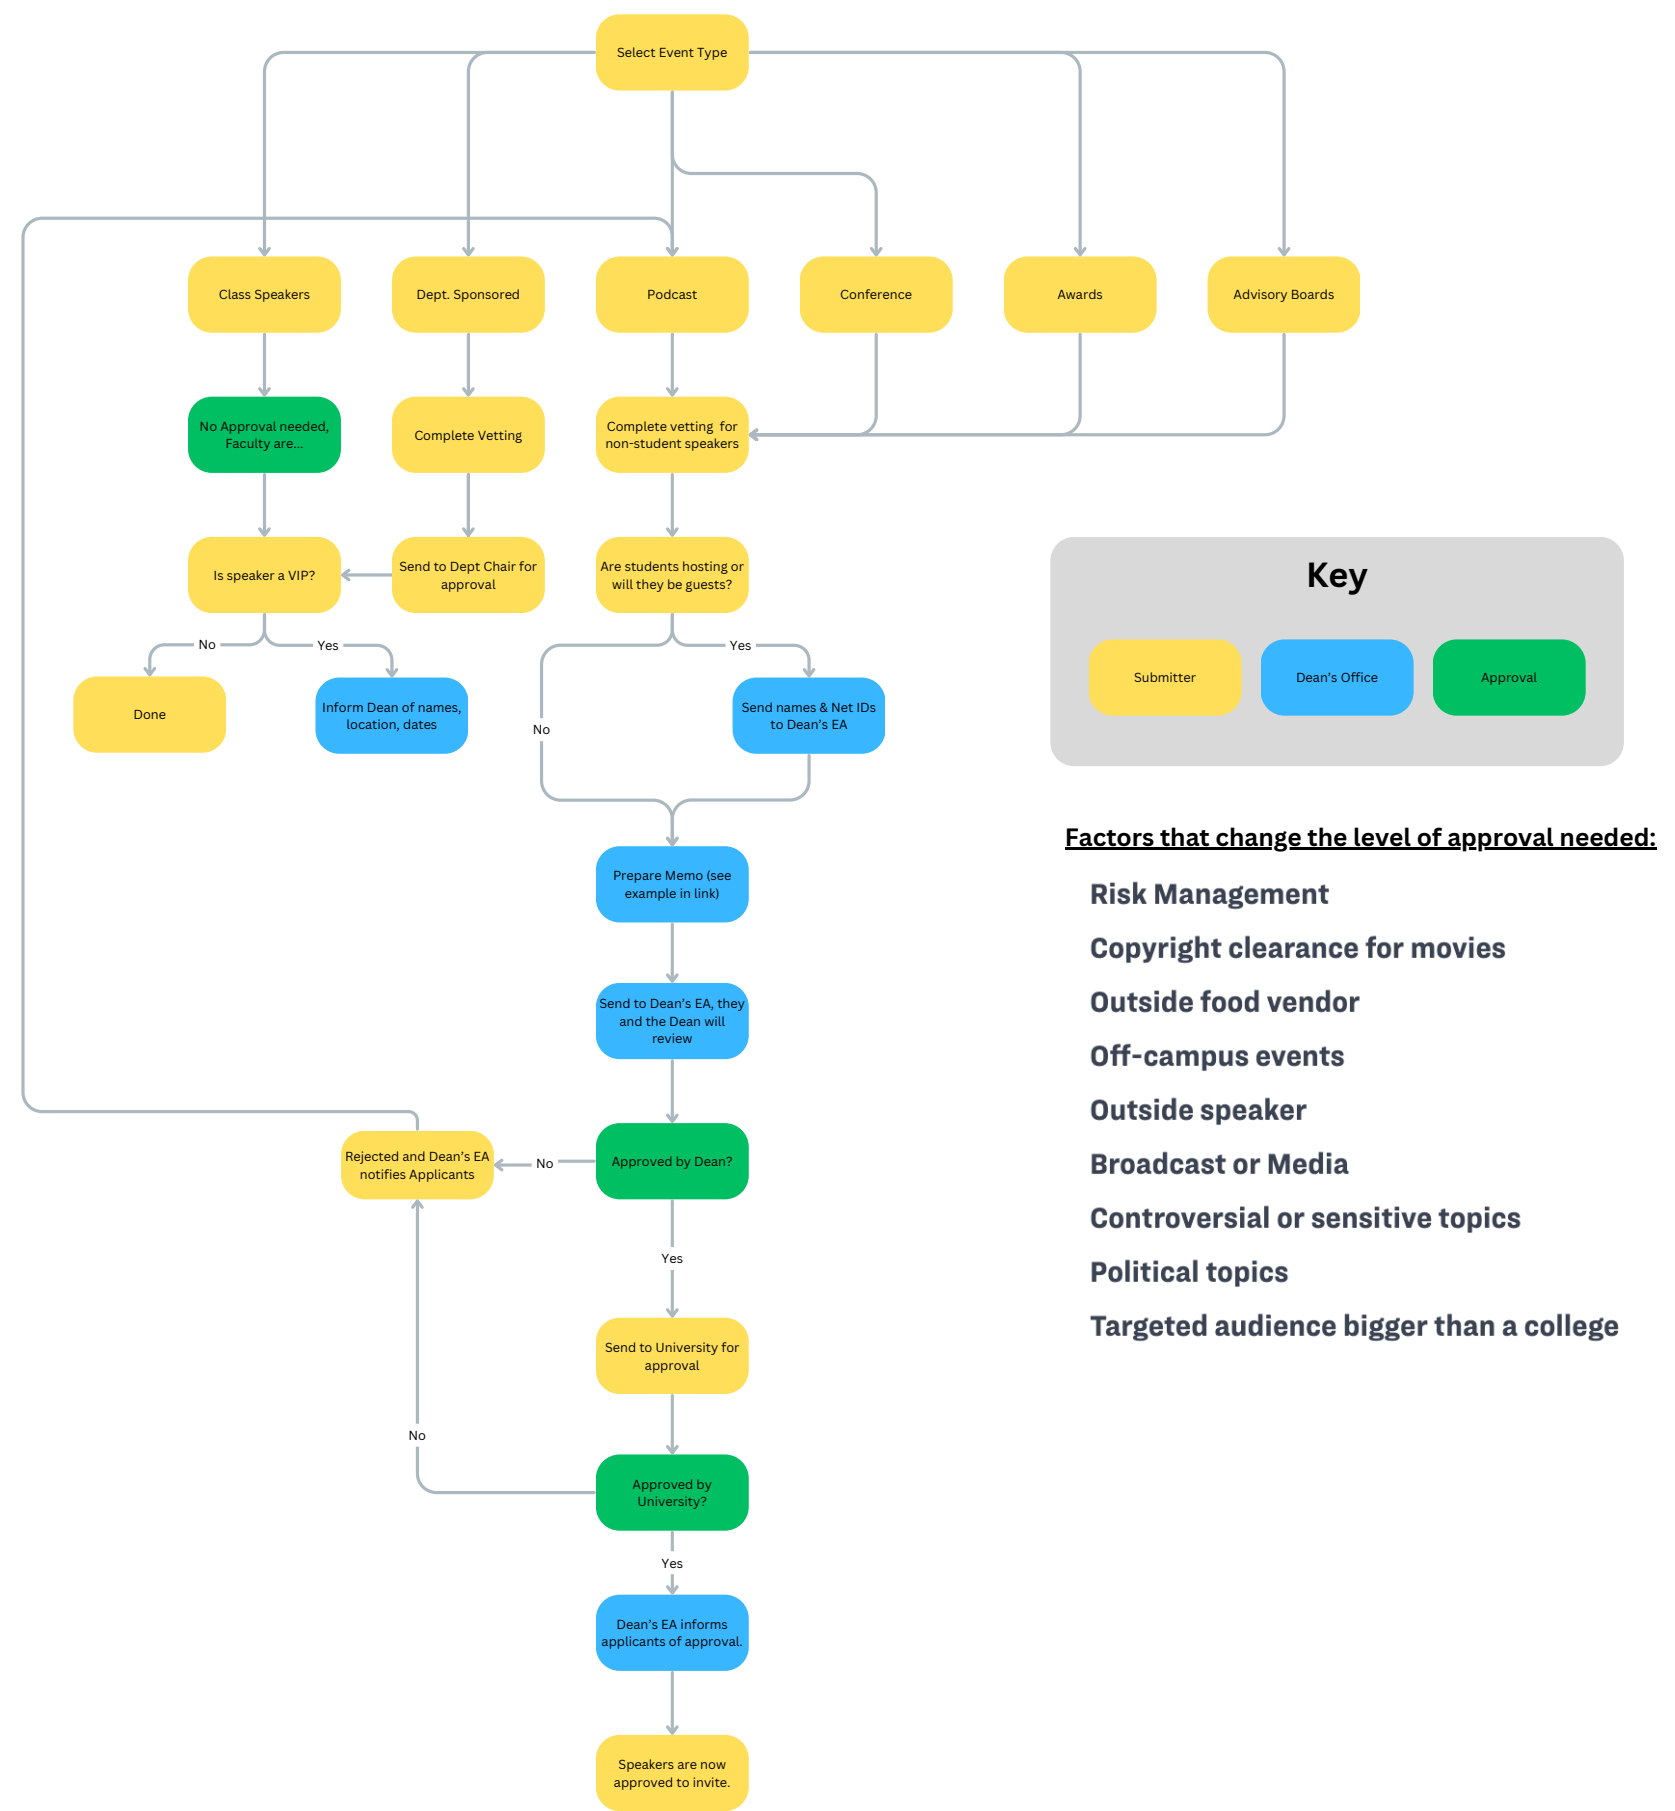 Select Event Type
Class Speakers
Dept. Sponsored
Podcast
Conference
Awards
Advisory Boards
No Approval needed,
Faculty are...
Complete Vetting
Complete vetting for
non-student speakers
Is speaker a VIP?
Send to Dept Chair for
approval
Are students hosting or
will they be guests?
No
Yes
Yes
Done
Inform Dean of names,
location, dates
No
Send names & Net IDs
to Dean's EA
Prepare Memo (see
example in link)
Send to Dean's EA, they
and the Dean will
review
Rejected and Dean's EA
notifies Applicants
No
Approved by Dean?
Yes
Send to University for
approval
No
Approved by
University?
Yes
Dean's EA informs
applicants of approval.
Speakers are now
approved to invite.
Key
Submitter
Dean's Office
Approval
Factors that change the level of approval needed:
Risk Management
Copyright clearance for movies
Outside food vendor
Off-campus events
Outside speaker
Broadcast or Media
Controversial or sensitive topics
Political topics
Targeted audience bigger than a college